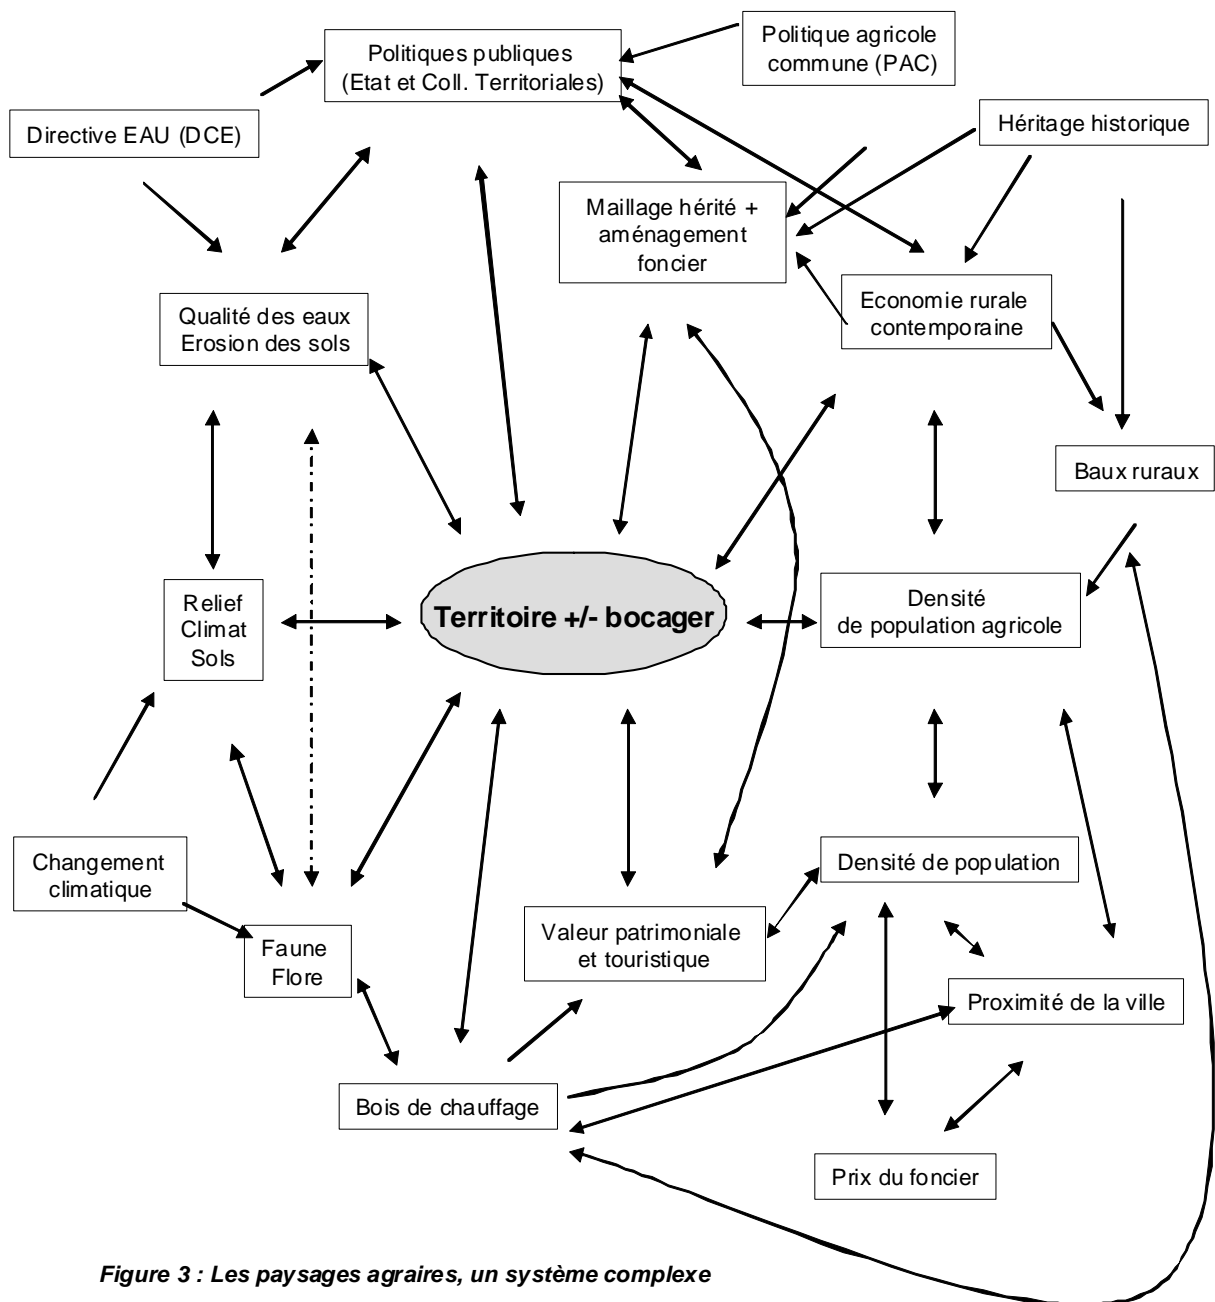 Politiques publiques
(Etat et Coll. Territoriales)
Politique agricole
commune (PAC)
Directive EAU (DCE)
Héritage historique
Maillage hérité +
aménagement
foncier
Qualité des eaux
Erosion des sols
Economie rurale
contemporaine
Baux ruraux
Relief
Climat
Sols
Territoire +/- bocager
Densité
de population agricole
Changement
climatique
Densité de population
Faune
Flore
Valeur patrimoniale
et touristique
Proximité de la ville
Bois de chauffage
Prix du foncier
Figure 3 : Les paysages agraires, un système complexe